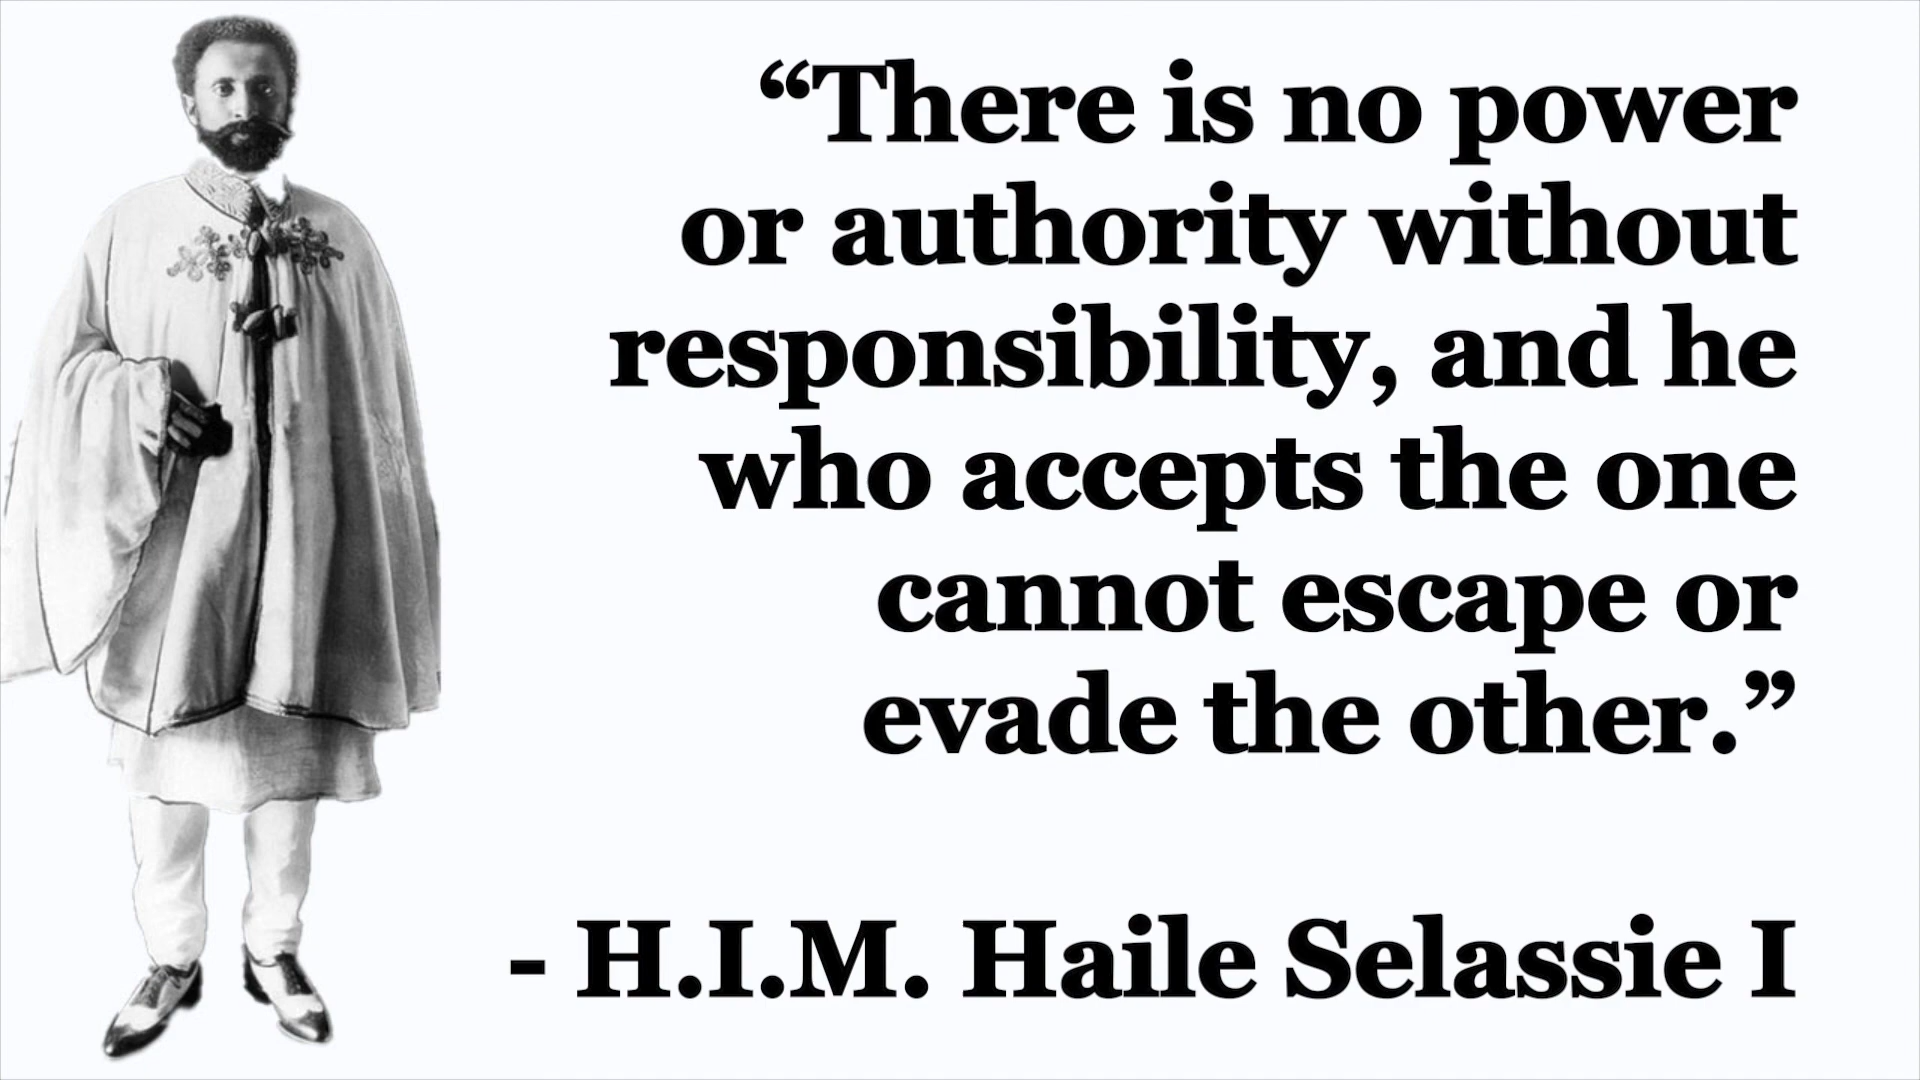 “There is no power
or authority without
responsibility, and he
who accepts the one
cannot escape or
evade the other.”
- H.I.M. Haile Selassie I